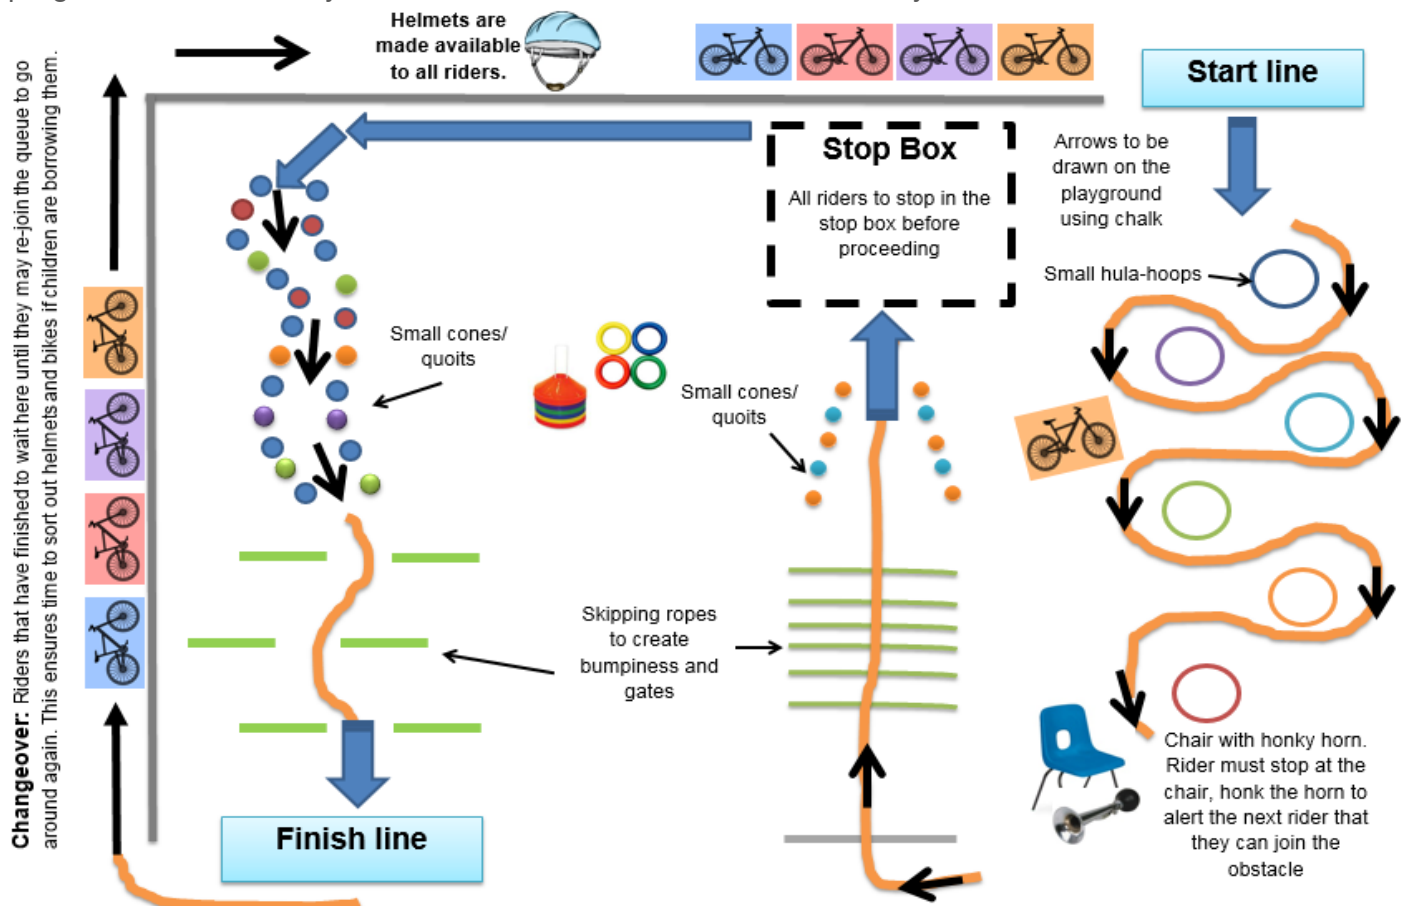 Helmets are
made available
to all riders.
Start line
Stop Box
All riders to stop in the
stop box before
proceeding
Arrows to be
drawn on the
playground
using chalk
Small hula-hoops
Small cones/
quoits
Small cones/
quoits
Skipping ropes
to create
bumpiness and
gates
Chair with honky horn.
Rider must stop at the
chair, honk the horn to
alert the next rider that
they can join the
obstacle
Finish line
Changeover: Riders that have finished to wait here until they may re-join the queue to go
around again. This ensures time to sort out helmets and bikes if children are borrowing them.